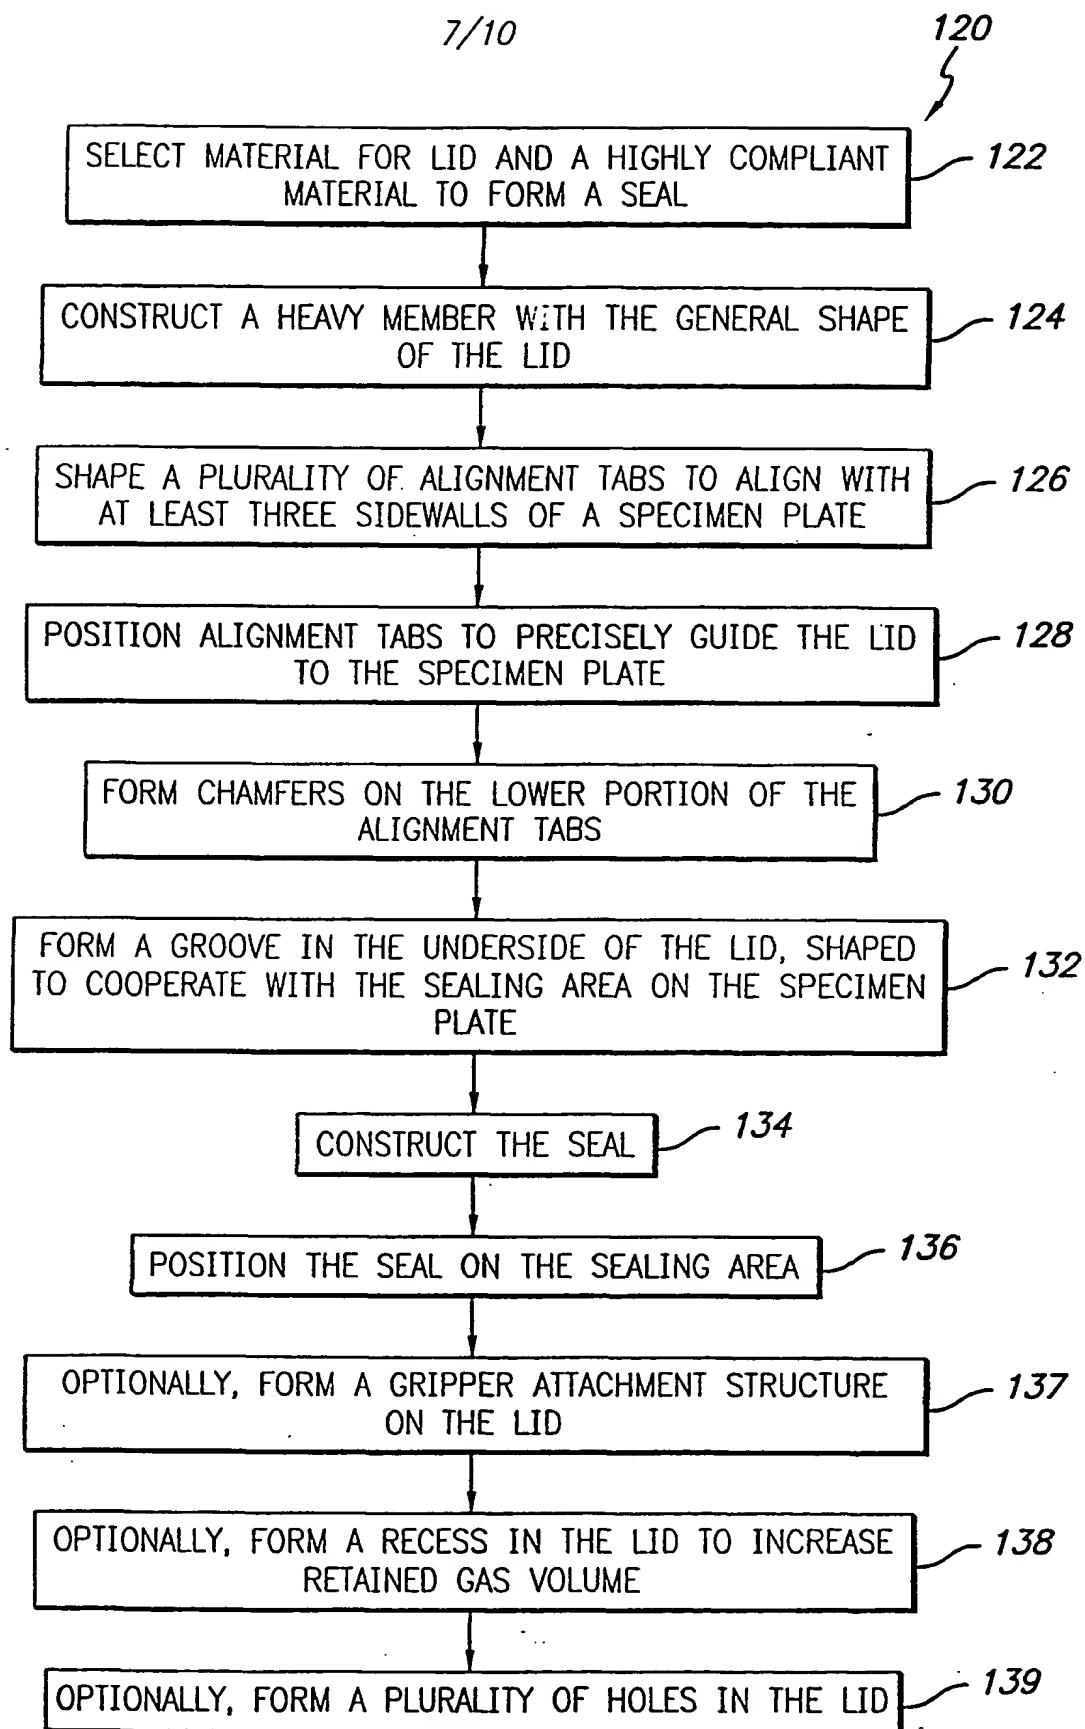 7/10
120
SELECT MATERIAL FOR LID AND A HIGHLY COMPLIANT
MATERIAL TO FORM A SEAL
122
CONSTRUCT A HEAVY MEMBER WITH THE GENERAL SHAPE
OF THE LID
124
SHAPE A PLURALITY OF ALIGNMENT TABS TO ALIGN WITH
AT LEAST THREE SIDEWALLS OF A SPECIMEN PLATE
126
POSITION ALIGNMENT TABS TO PRECISELY GUIDE THE LID
TO THE SPECIMEN PLATE
128
FORM CHAMFERS ON THE LOWER PORTION OF THE
ALIGNMENT TABS
130
FORM A GROOVE IN THE UNDERSIDE OF THE LID, SHAPED
TO COOPERATE WITH THE SEALING AREA ON THE SPECIMEN
PLATE
132
CONSTRUCT THE SEAL
134
POSITION THE SEAL ON THE SEALING AREA
136
OPTIONALLY, FORM A GRIPPER ATTACHMENT STRUCTURE
ON THE LID
137
OPTIONALLY, FORM A RECESS IN THE LID TO INCREASE
RETAINED GAS VOLUME
138
OPTIONALLY, FORM A PLURALITY OF HOLES IN THE LID
139